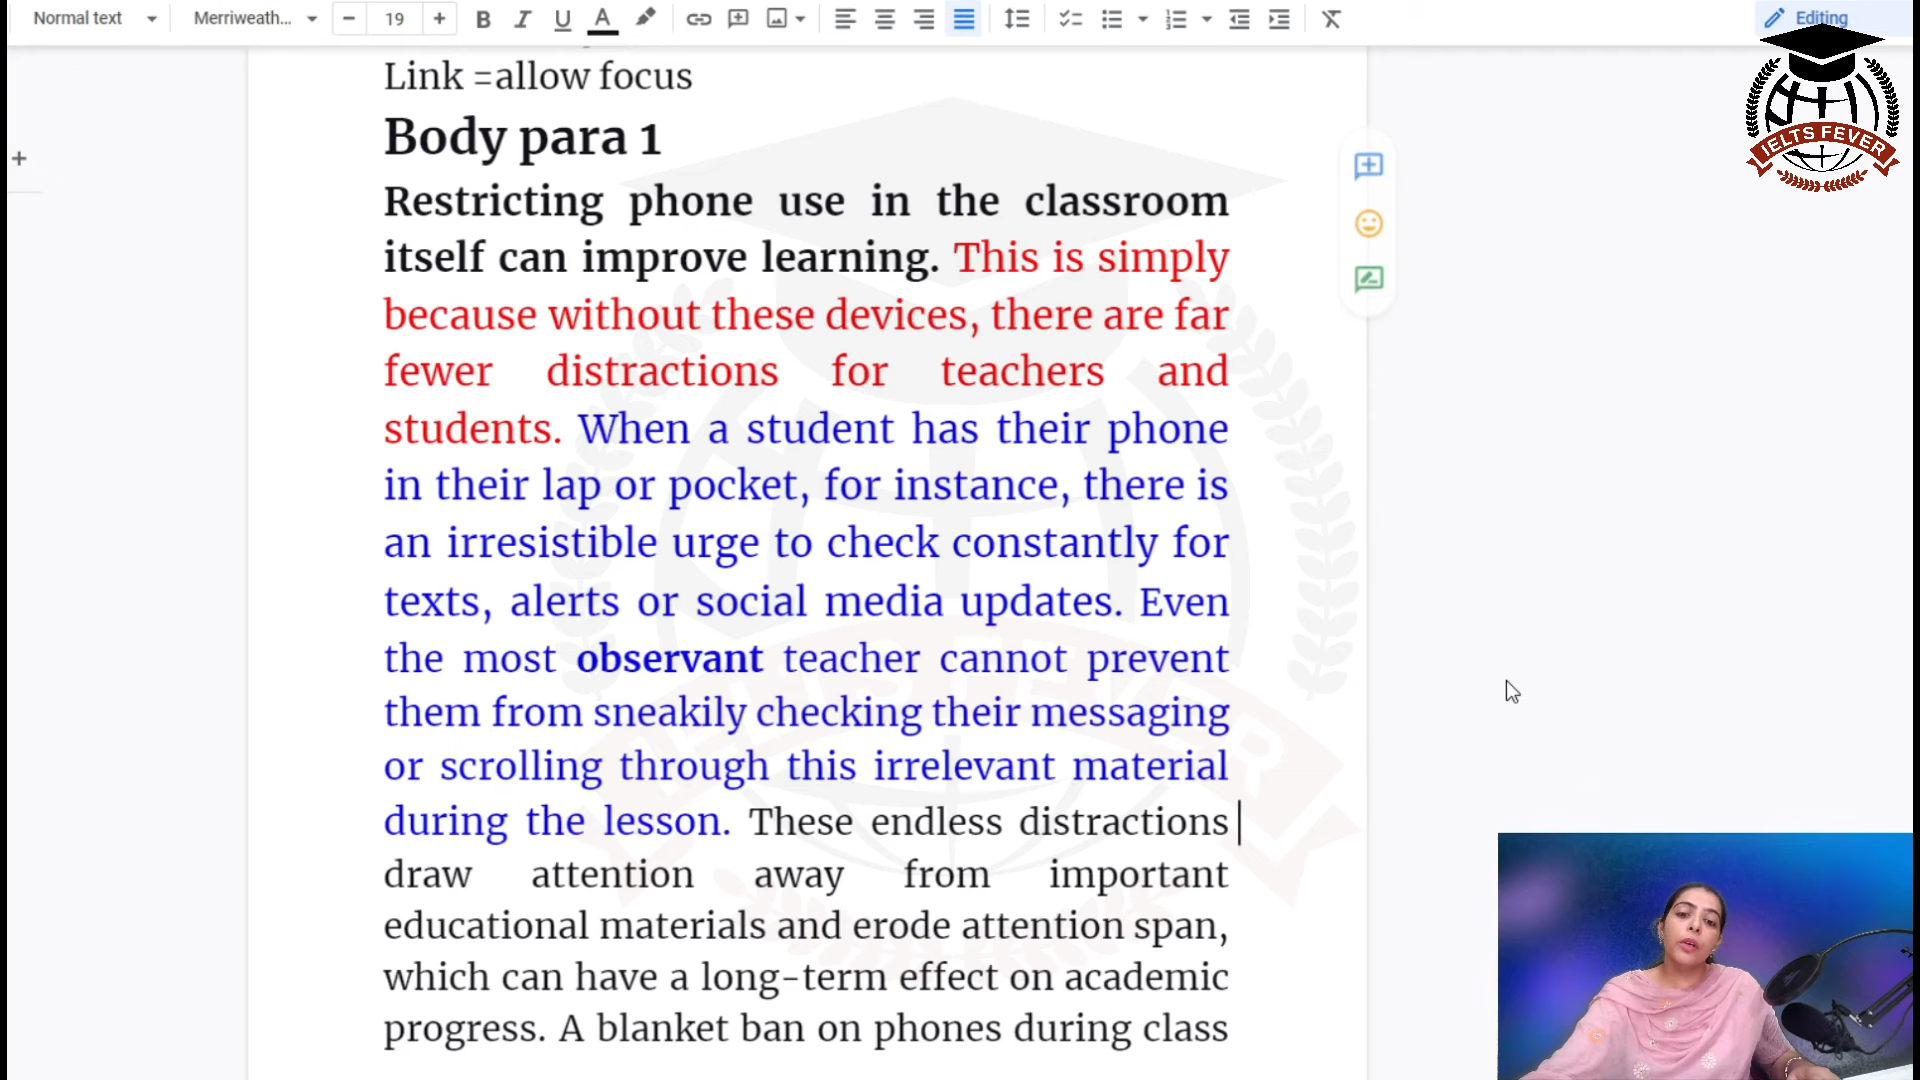 Normal text
Merriweath...
19
Editing
IELTS FEVER
Link =allow focus
Body para 1
Restricting phone use in the classroom
itself can improve learning. This is simply
because without these devices, there are far
fewer distractions for teachers and
students. When a student has their phone
in their lap or pocket, for instance, there is
an irresistible urge to check constantly for
texts, alerts or social media updates. Even
the most observant teacher cannot prevent
them from sneakily checking their messaging
or scrolling through this irrelevant material
during the lesson. These endless distractions
draw attention away from important
educational materials and erode attention span,
which can have a long-term effect on academic
progress. A blanket ban on phones during class